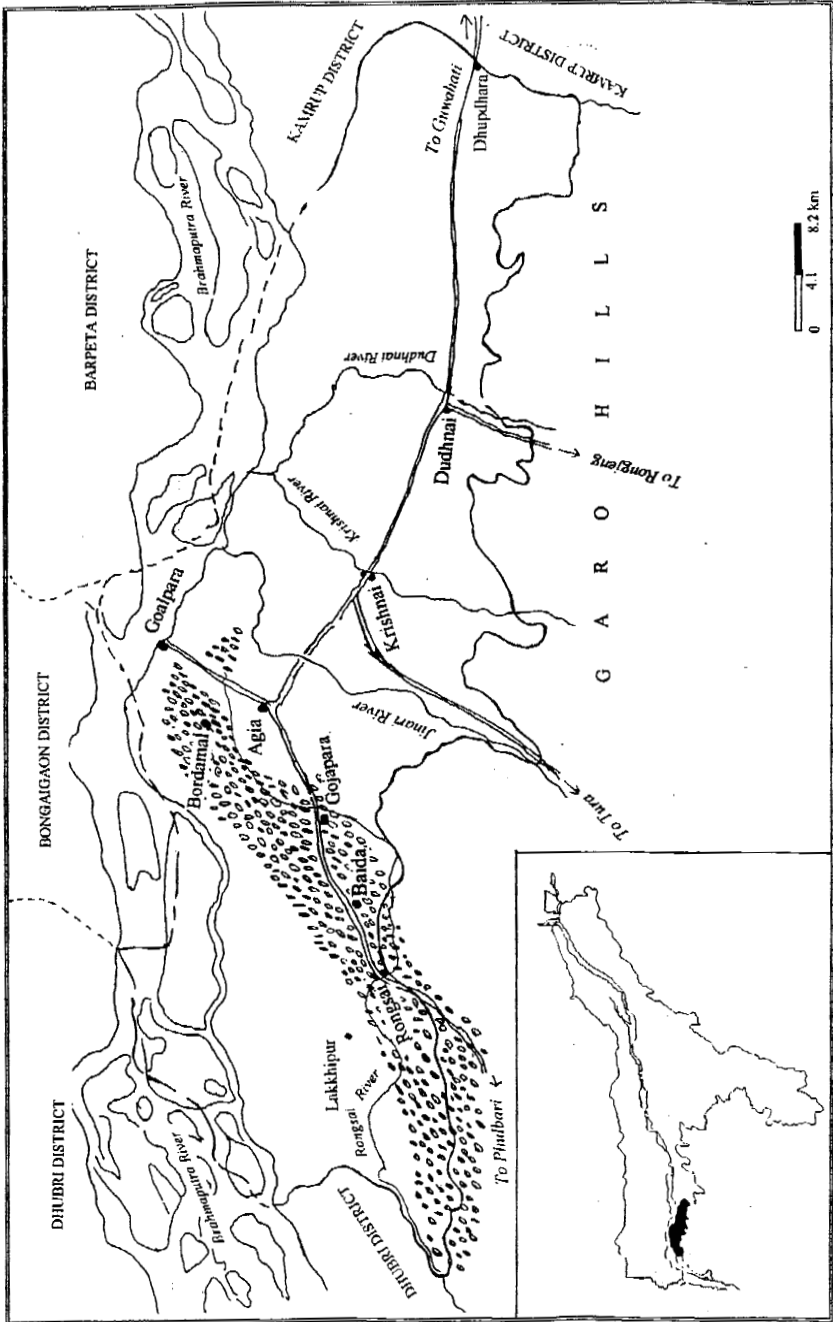 DHUBRI DISTRICT
BONGAIGAON DISTRICT
BARPETA DISTRICT
KAMRUP DISTRICT
KAMRUP DISTRICT
Brahmaputra River
Brahmaputra River
Goalpara
Bordamal
Agia
Gojapara
Baida
Rongsai
Lakkhipur
Rongsai River
DHUBRI DISTRICT
To Phulbari
Jinari River
Krishnai River
Krishnai
Dudhnai River
Dudhnai
To Guwahati
Dhupdhara
To Rongjeng
To Tura
GARO HILLS
0 4.1 8.2 km